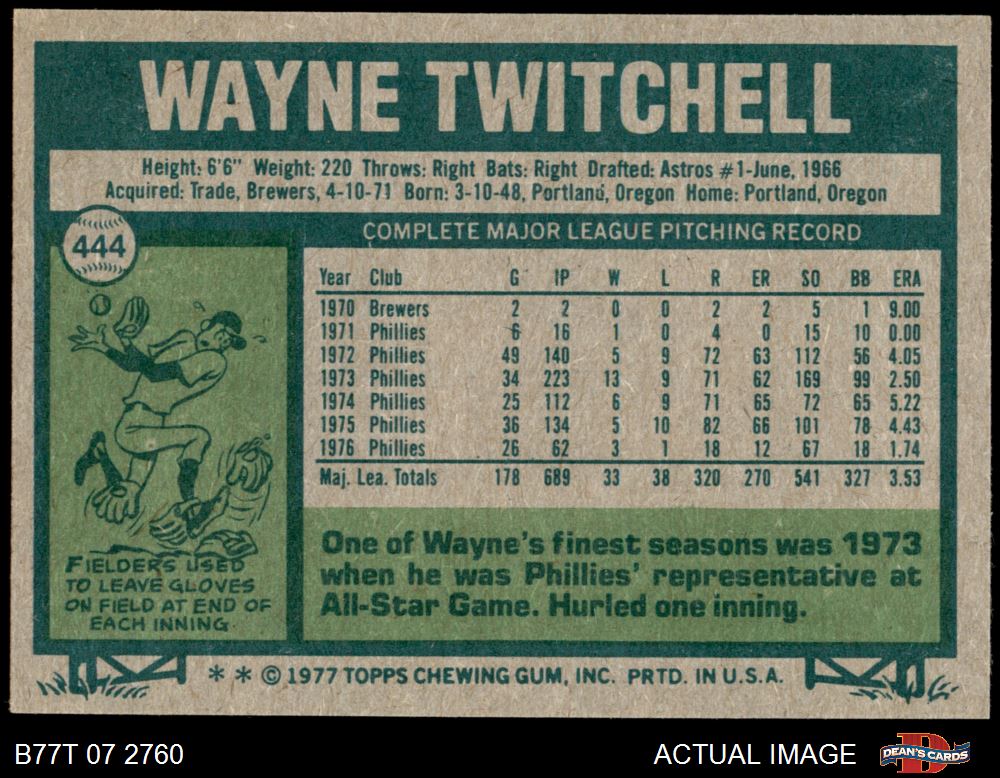 WAYNE TWITCHELL
Height: 6'6" Weight: 220 Throws: Right Bats: Right Drafted: Astros #1-June, 1966
Acquired: Trade, Brewers, 4-10-71 Born: 3-10-48, Portland, Oregon Home: Portland, Oregon
444
COMPLETE MAJOR LEAGUE PITCHING RECORD
Year Club G IP W L R ER SO BB ERA
1970 Brewers 2 2 0 0 2 2 5 1 9.00
1971 Phillies 6 16 1 0 4 0 15 10 0.00
1972 Phillies 49 140 5 9 72 63 112 56 4.05
1973 Phillies 34 223 13 9 71 62 169 99 2.50
1974 Phillies 25 112 6 9 71 65 72 65 5.22
1975 Phillies 36 134 5 10 82 66 101 78 4.43
1976 Phillies 26 62 3 1 18 12 67 18 1.74
Maj. Lea. Totals 178 689 33 38 320 270 541 327 3.53
FIELDERS USED
TO LEAVE GLOVES
ON FIELD AT END OF
EACH INNING.
One of Wayne's finest seasons was 1973
when he was Phillies' representative at
All-Star Game. Hurled one inning.
** © 1977 TOPPS CHEWING GUM, INC. PRTD. IN U.S.A.
B77T 07 2760
ACTUAL IMAGE
DEAN'S CARDS